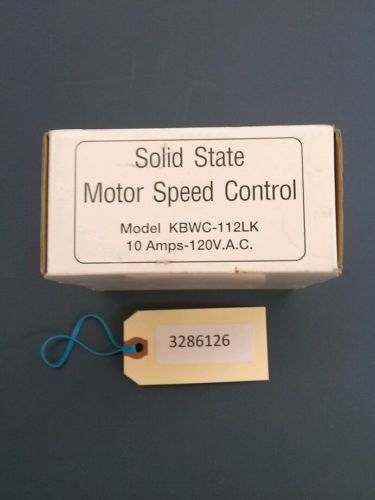 Solid State
Motor Speed Control
Model KBWC-112LK
10 Amps-120V.A.C.
3286126